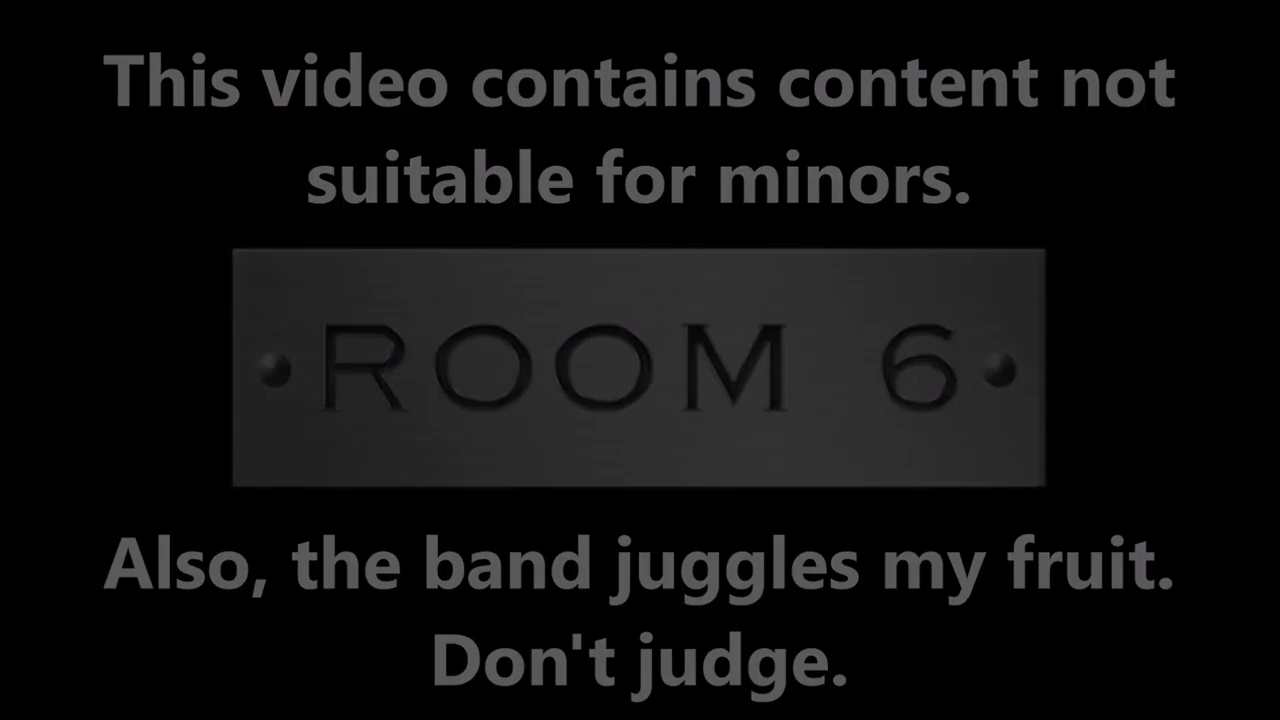 This video contains content not
suitable for minors.
ROOM 6
Also, the band juggles my fruit.
Don't judge.